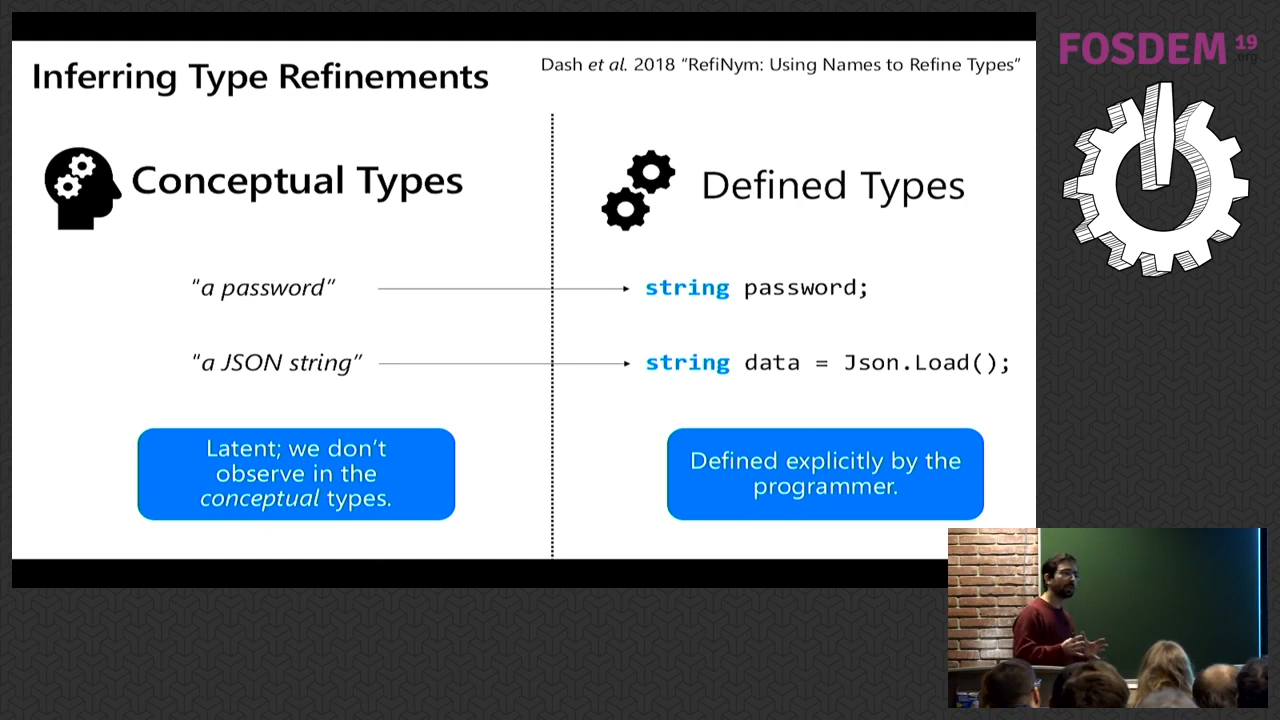 Inferring Type Refinements
Dash et al. 2018 “RefiNym: Using Names to Refine Types”
Conceptual Types
Defined Types
"a password"
string password;
"a JSON string"
string data = Json.Load();
Latent; we don’t
observe in the
conceptual types.
Defined explicitly by the
programmer.
FOSDEM 19
.org